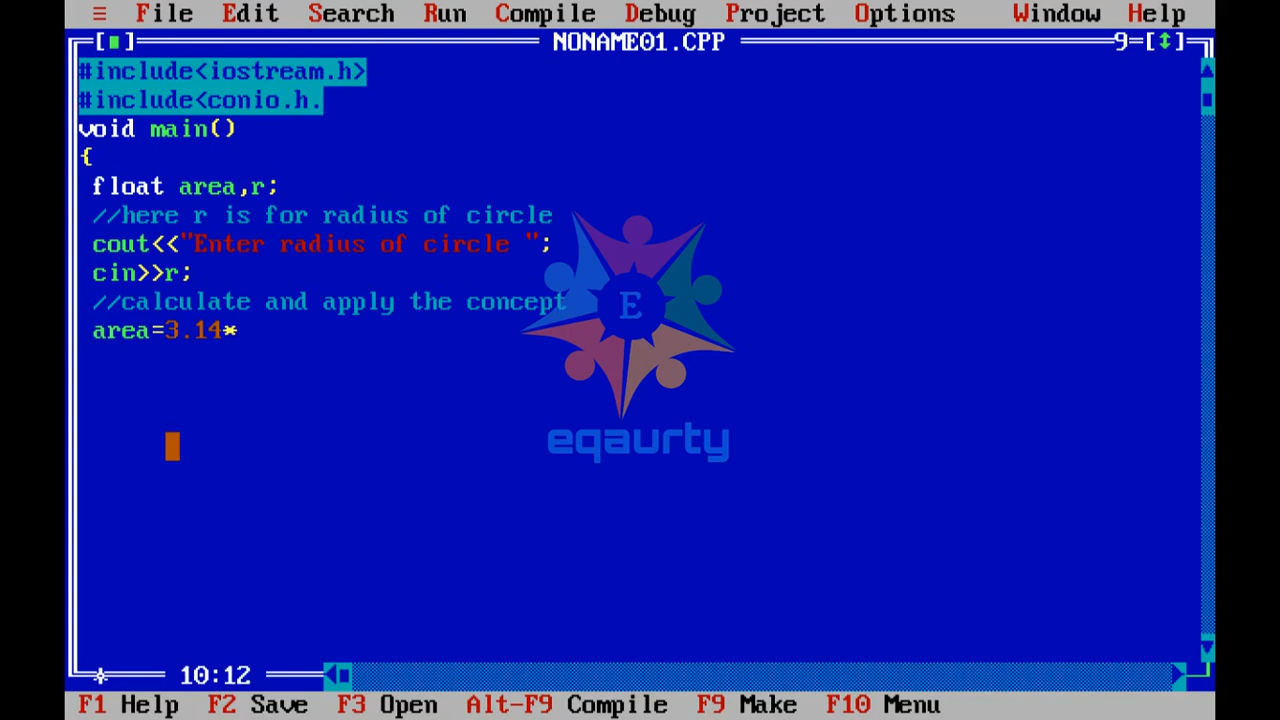 ≡ File Edit Search Run Compile Debug Project Options Window Help
[■] NONAME01.CPP 9=[↕]
#include<iostream.h>
#include<conio.h.
void main()
{
float area,r;
//here r is for radius of circle
cout<<"Enter radius of circle ";
cin>>r;
//calculate and apply the concept
area=3.14*
E
eqaurty
10:12
F1 Help F2 Save F3 Open Alt-F9 Compile F9 Make F10 Menu